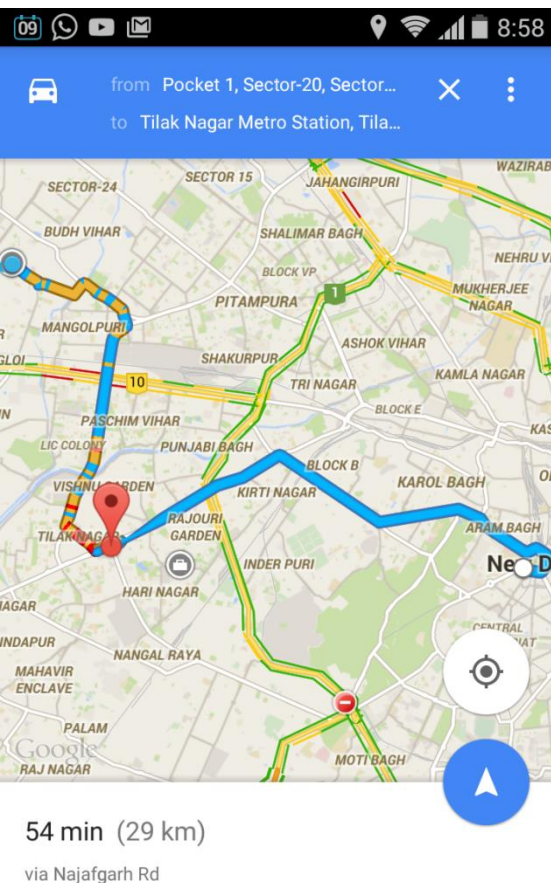 09
8:58
from Pocket 1, Sector-20, Sector...
to Tilak Nagar Metro Station, Tila...
WAZIRAB
SECTOR 15
SECTOR-24
JAHANGIRPURI
BUDH VIHAR
SHALIMAR BAGH
NEHRU VI
BLOCK VP
MUKHERJEE
NAGAR
1
PITAMPURA
MANGOLPURI
ASHOK VIHAR
GLOI
SHAKURPUR
KAMLA NAGAR
10
TRI NAGAR
BLOCK E
PASCHIM VIHAR
KAS
LIC COLONY
PUNJABI BAGH
BLOCK B
KAROL BAGH
VISHNU GARDEN
KIRTI NAGAR
RAJOURI
GARDEN
ARAM BAGH
TILAK NAGAR
INDER PURI
New D
HARI NAGAR
NAGAR
CENTRAL
INDAPUR
NANGAL RAYA
MAHAVIR
ENCLAVE
PALAM
Google
RAJ NAGAR
MOTI BAGH
54 min (29 km)
via Najafgarh Rd